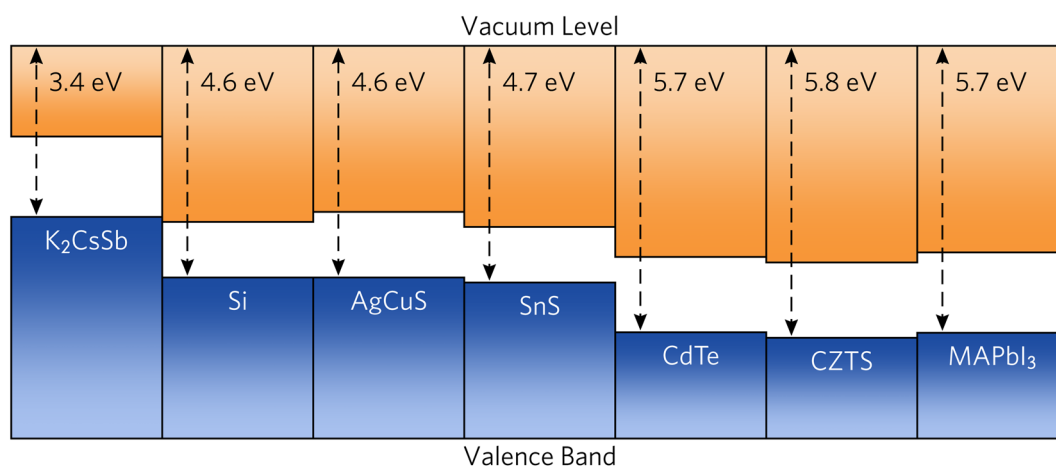 Vacuum Level
3.4 eV 4.6 eV 4.6 eV 4.7 eV 5.7 eV 5.8 eV 5.7 eV
K₂CsSb Si AgCuS SnS CdTe CZTS MAPbI₃
Valence Band